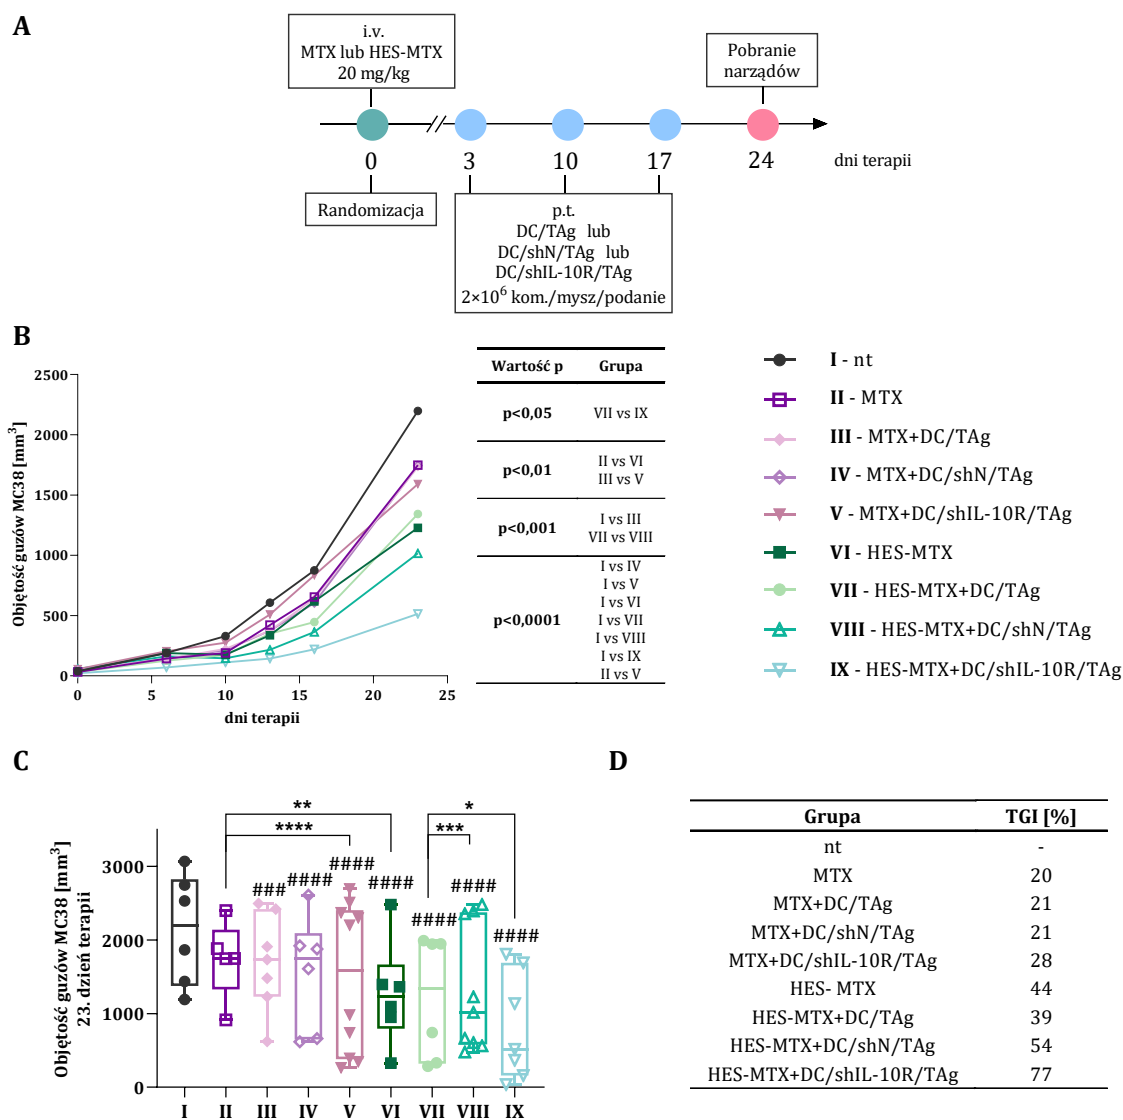 A
i.v.
MTX lub HES-MTX
20 mg/kg
Pobranie
narządów
0
3
10
17
24
dni terapii
Randomizacja
p.t.
DC/TAg lub
DC/shN/TAg lub
DC/shIL-10R/TAg
2×10⁶ kom./mysz/podanie
B
Objętość guzów MC38 [mm³]
2500
2000
1500
1000
500
0
0 5 10 15 20 25
dni terapii
Wartość p Grupa
p<0,05 VII vs IX
p<0,01 II vs VI
III vs V
p<0,001 I vs III
VII vs VIII
p<0,0001 I vs IV
I vs V
I vs VI
I vs VII
I vs VIII
I vs IX
II vs V
I - nt
II - MTX
III - MTX+DC/TAg
IV - MTX+DC/shN/TAg
V - MTX+DC/shIL-10R/TAg
VI - HES-MTX
VII - HES-MTX+DC/TAg
VIII - HES-MTX+DC/shN/TAg
IX - HES-MTX+DC/shIL-10R/TAg
C
Objętość guzów MC38 [mm³]
23. dzień terapii
3000
2000
1000
0
**
****
*
***
###
####
####
####
####
####
####
I II III IV V VI VII VIII IX
D
Grupa TGI [%]
nt -
MTX 20
MTX+DC/TAg 21
MTX+DC/shN/TAg 21
MTX+DC/shIL-10R/TAg 28
HES- MTX 44
HES-MTX+DC/TAg 39
HES-MTX+DC/shN/TAg 54
HES-MTX+DC/shIL-10R/TAg 77